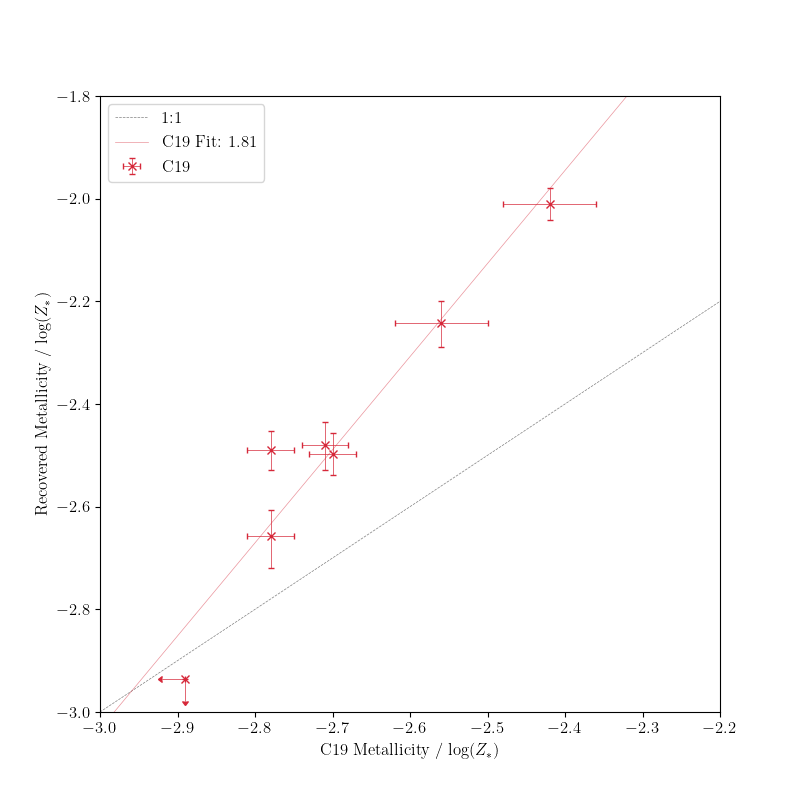 1:1
C19 Fit: 1.81
C19
−1.8
−2.0
−2.2
−2.4
−2.6
−2.8
−3.0
Recovered Metallicity / log(Z*)
−3.0 −2.9 −2.8 −2.7 −2.6 −2.5 −2.4 −2.3 −2.2
C19 Metallicity / log(Z*)